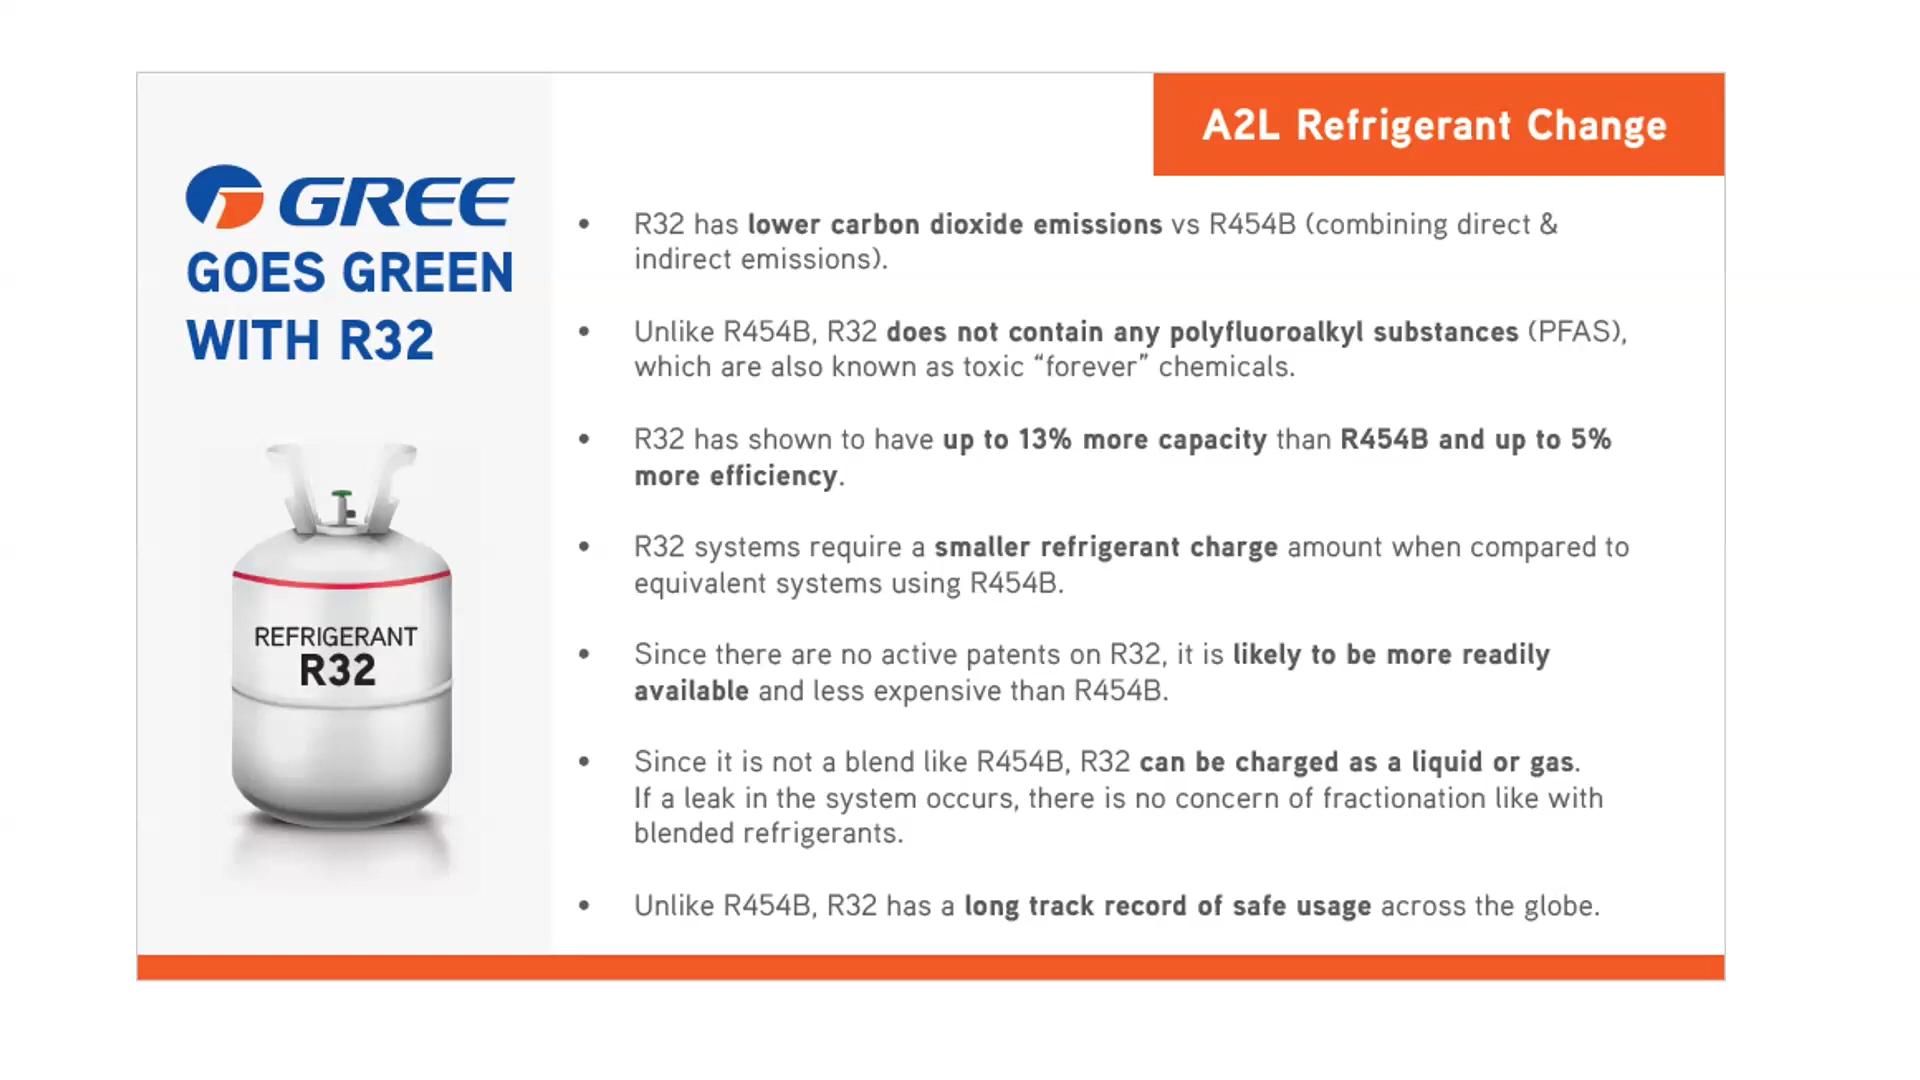 GREE
GOES GREEN
WITH R32
REFRIGERANT
R32
A2L Refrigerant Change
• R32 has lower carbon dioxide emissions vs R454B (combining direct &
indirect emissions).
• Unlike R454B, R32 does not contain any polyfluoroalkyl substances (PFAS),
which are also known as toxic “forever” chemicals.
• R32 has shown to have up to 13% more capacity than R454B and up to 5%
more efficiency.
• R32 systems require a smaller refrigerant charge amount when compared to
equivalent systems using R454B.
• Since there are no active patents on R32, it is likely to be more readily
available and less expensive than R454B.
• Since it is not a blend like R454B, R32 can be charged as a liquid or gas.
If a leak in the system occurs, there is no concern of fractionation like with
blended refrigerants.
• Unlike R454B, R32 has a long track record of safe usage across the globe.